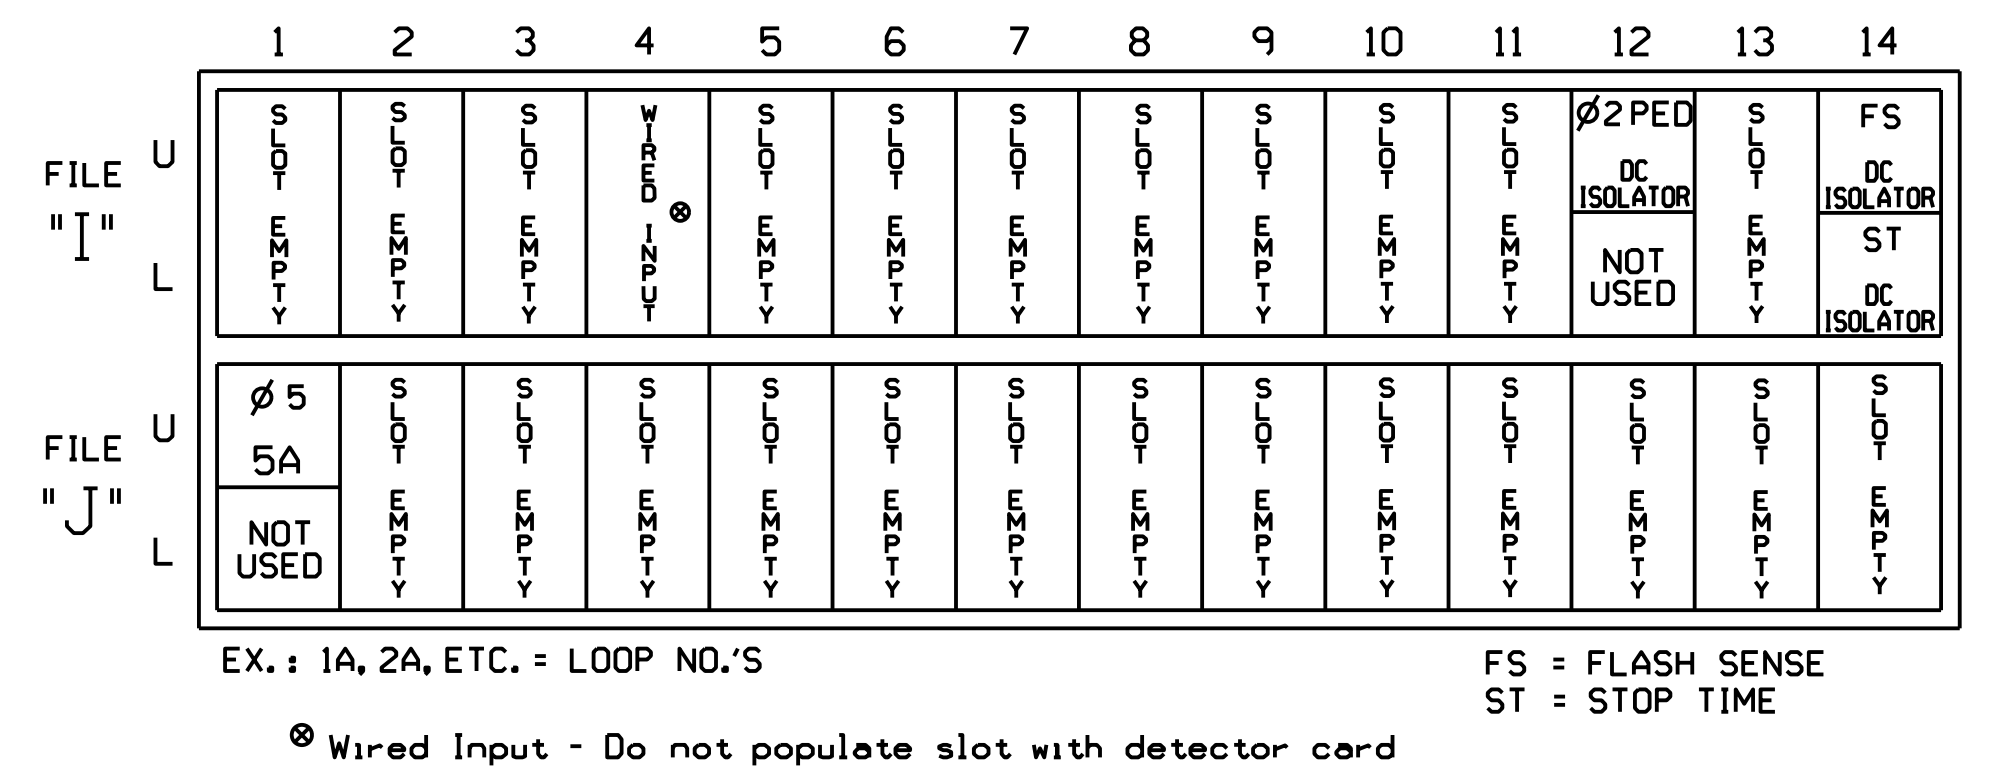 1 2 3 4 5 6 7 8 9 10 11 12 13 14
FILE "I"
U
L
SLOT EMPTY
SLOT EMPTY
SLOT EMPTY
WIRED INPUT ⊗
SLOT EMPTY
SLOT EMPTY
SLOT EMPTY
SLOT EMPTY
SLOT EMPTY
SLOT EMPTY
SLOT EMPTY
Ø2 PED
DC
ISOLATOR
NOT
USED
SLOT EMPTY
FS
DC
ISOLATOR
ST
DC
ISOLATOR
FILE "J"
U
L
Ø 5
5A
NOT
USED
SLOT EMPTY
SLOT EMPTY
SLOT EMPTY
SLOT EMPTY
SLOT EMPTY
SLOT EMPTY
SLOT EMPTY
SLOT EMPTY
SLOT EMPTY
SLOT EMPTY
SLOT EMPTY
SLOT EMPTY
SLOT EMPTY
EX.: 1A, 2A, ETC. = LOOP NO.'S
FS = FLASH SENSE
ST = STOP TIME
⊗ Wired Input - Do not populate slot with detector card